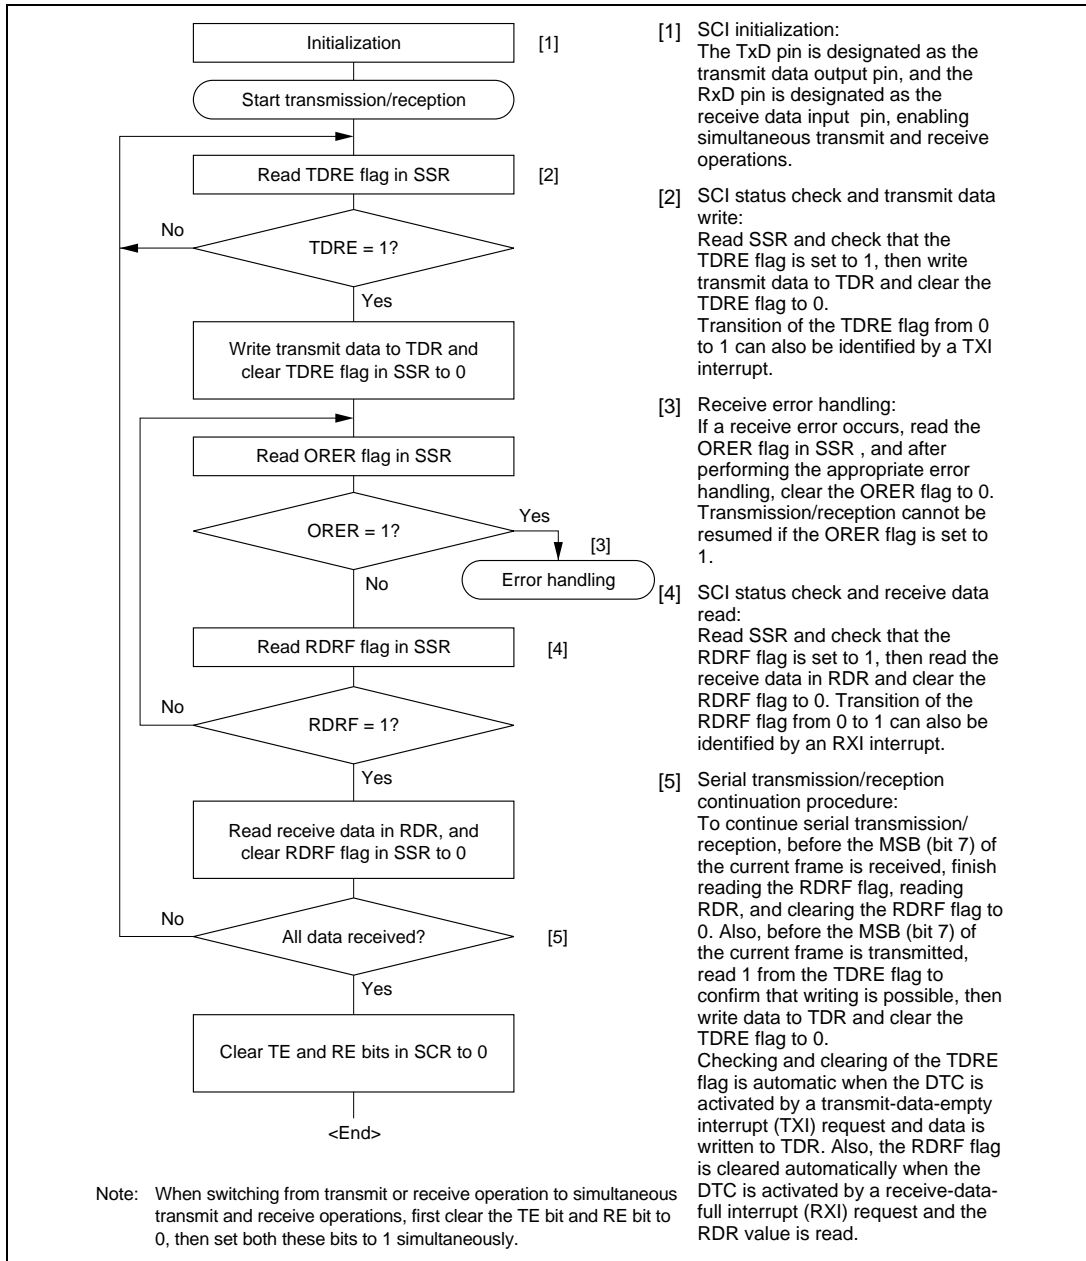 Initialization [1]
Start transmission/reception
Read TDRE flag in SSR [2]
No
TDRE = 1?
Yes
Write transmit data to TDR and
clear TDRE flag in SSR to 0
Read ORER flag in SSR
ORER = 1?
Yes
[3]
Error handling
No
Read RDRF flag in SSR [4]
No
RDRF = 1?
Yes
Read receive data in RDR, and
clear RDRF flag in SSR to 0
No
All data received? [5]
Yes
Clear TE and RE bits in SCR to 0
<End>
[1] SCI initialization:
The TxD pin is designated as the
transmit data output pin, and the
RxD pin is designated as the
receive data input pin, enabling
simultaneous transmit and receive
operations.
[2] SCI status check and transmit data
write:
Read SSR and check that the
TDRE flag is set to 1, then write
transmit data to TDR and clear the
TDRE flag to 0.
Transition of the TDRE flag from 0
to 1 can also be identified by a TXI
interrupt.
[3] Receive error handling:
If a receive error occurs, read the
ORER flag in SSR , and after
performing the appropriate error
handling, clear the ORER flag to 0.
Transmission/reception cannot be
resumed if the ORER flag is set to
1.
[4] SCI status check and receive data
read:
Read SSR and check that the
RDRF flag is set to 1, then read the
receive data in RDR and clear the
RDRF flag to 0. Transition of the
RDRF flag from 0 to 1 can also be
identified by an RXI interrupt.
[5] Serial transmission/reception
continuation procedure:
To continue serial transmission/
reception, before the MSB (bit 7) of
the current frame is received, finish
reading the RDRF flag, reading
RDR, and clearing the RDRF flag to
0. Also, before the MSB (bit 7) of
the current frame is transmitted,
read 1 from the TDRE flag to
confirm that writing is possible, then
write data to TDR and clear the
TDRE flag to 0.
Checking and clearing of the TDRE
flag is automatic when the DTC is
activated by a transmit-data-empty
interrupt (TXI) request and data is
written to TDR. Also, the RDRF flag
is cleared automatically when the
DTC is activated by a receive-data-
full interrupt (RXI) request and the
RDR value is read.
Note: When switching from transmit or receive operation to simultaneous
transmit and receive operations, first clear the TE bit and RE bit to
0, then set both these bits to 1 simultaneously.